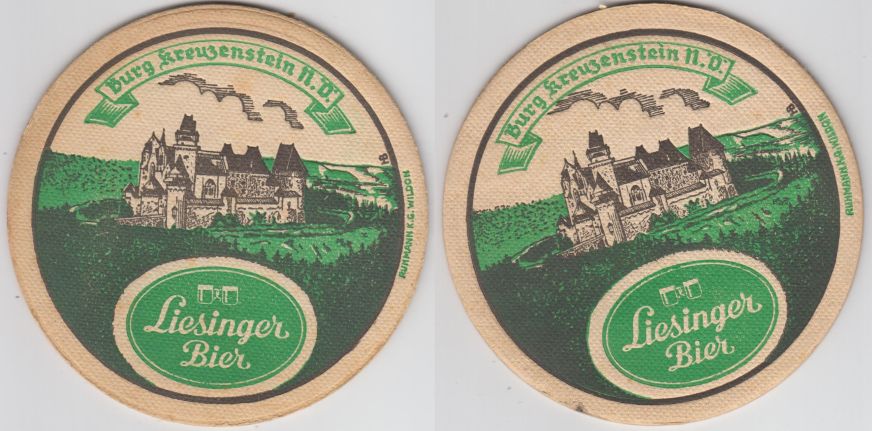 Burg Kreuzenstein N.Ö.
RUHMANN K.G. WILDON
Liesinger
Bier
Burg Kreuzenstein N.Ö.
Liesinger
Bier